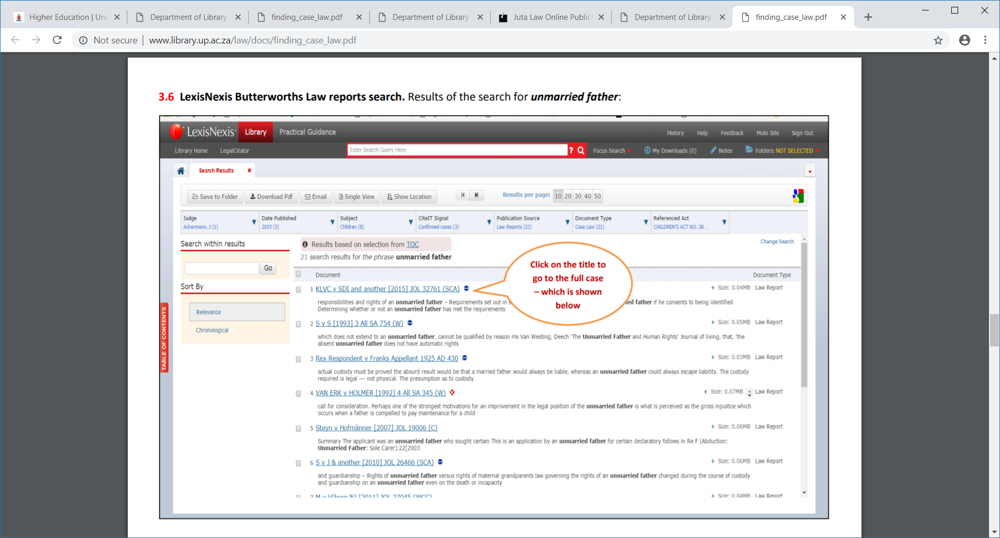 Higher Education | Uni
Department of Library
finding_case_law.pdf
Department of Library
Juta Law Online Public
Department of Library
finding_case_law.pdf
Not secure | www.library.up.ac.za/law/docs/finding_case_law.pdf
3.6 LexisNexis Butterworths Law reports search. Results of the search for unmarried father:
LexisNexis Library Practical Guidance
History Help Feedback Mobi Site Sign Out
Library Home LegalCitator
Enter Search Query Here ?
Focus Search My Downloads (0) Notes Folders: NOT SELECTED
Search Results
Save to Folder Download Pdf Email Single View Show Location
Results per page: 10 20 30 40 50
Judge Date Published Subject CiteIT Signal Publication Source Document Type Referenced Act
Ackermann, J (1) 2015 (3) Children (8) Confirmed cases (3) Law Reports (21) Case Law (21) CHILDREN'S ACT NO. 38 ...
Search within results
Go
Sort By
Relevance
Chronological
TABLE OF CONTENTS
Results based on selection from TOC
Change Search
21 search results for the phrase unmarried father
Click on the title to
go to the full case
– which is shown
below
Document Document Type
1 KLVC v SDI and another [2015] JOL 32761 (SCA) + Size: 0.04MB Law Report
responsibilities and rights of an unmarried father – Requirements set out in s ied father if he consents to being identified
Determining whether or not an unmarried father has met the requirements
2 S v S [1993] 3 All SA 754 (W) + Size: 0.05MB Law Report
which does not extend to an unmarried father, cannot be qualified by reason ms Van Westing, Deech 'The Unmarried Father and Human Rights' Journal of living, that, 'the
absent unmarried father does not have automatic rights
3 Rex Respondent v Franks Appellant 1925 AD 430 + Size: 0.03MB Law Report
actual custody must be proved the absurd result would be that a married father would always be liable, whereas an unmarried father could always escape liability. The custody
required is legal --- not physical. The presumption as to custody
4 VAN ERK v HOLMER [1992] 4 All SA 345 (W) + Size: 0.07MB Law Report
call for consideration. Perhaps one of the strongest motivations for an improvement in the legal position of the unmarried father is what is perceived as the gross injustice which
occurs when a father is compelled to pay maintenance for a child
5 Steyn v Hofmänner [2007] JOL 19006 (C) + Size: 0.06MB Law Report
Summary The applicant was an unmarried father who sought certain This is an application by an unmarried father for certain declaratory follows in Re F (Abduction:
Unmarried Father: Sole Carer):22[2003
6 S v J & another [2010] JOL 26466 (SCA) + Size: 0.06MB Law Report
and guardianship – Rights of unmarried father versus rights of maternal grandparents law governing the rights of an unmarried father changed during the course of custody
and guardianship on an unmarried father even on the death or incapacity
7 M v V(born N) [2011] JOL 27045 (WCC) + Size: 0.04MB Law Report